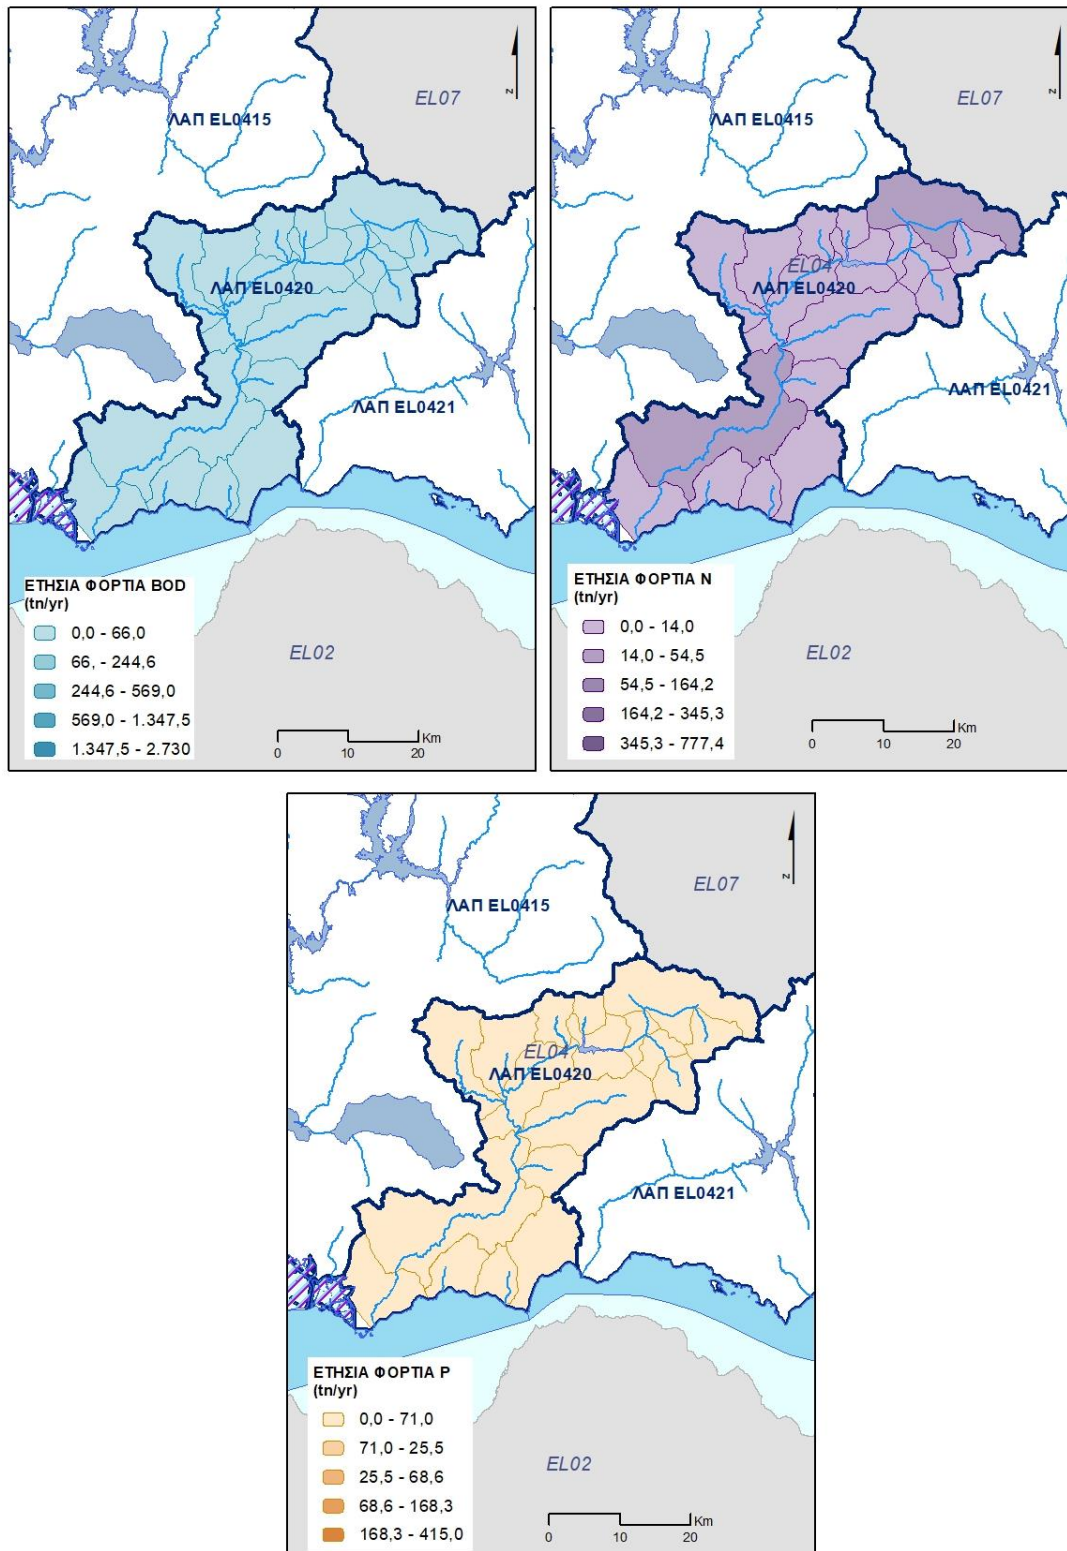 EL07
ΛΑΠ EL0415
ΛΑΠ EL0420
ΛΑΠ EL0421
ΕΤΗΣΙΑ ΦΟΡΤΙΑ BOD
(tn/yr)
0,0 - 66,0
66, - 244,6
244,6 - 569,0
569,0 - 1.347,5
1.347,5 - 2.730
EL02
Km
0 10 20
z
EL07
ΛΑΠ EL0415
EL04
ΛΑΠ EL0420
ΛΑΠ EL0421
ΕΤΗΣΙΑ ΦΟΡΤΙΑ N
(tn/yr)
0,0 - 14,0
14,0 - 54,5
54,5 - 164,2
164,2 - 345,3
345,3 - 777,4
EL02
Km
0 10 20
z
EL07
ΛΑΠ EL0415
EL04
ΛΑΠ EL0420
ΛΑΠ EL0421
ΕΤΗΣΙΑ ΦΟΡΤΙΑ P
(tn/yr)
0,0 - 71,0
71,0 - 25,5
25,5 - 68,6
68,6 - 168,3
168,3 - 415,0
EL02
Km
0 10 20
z